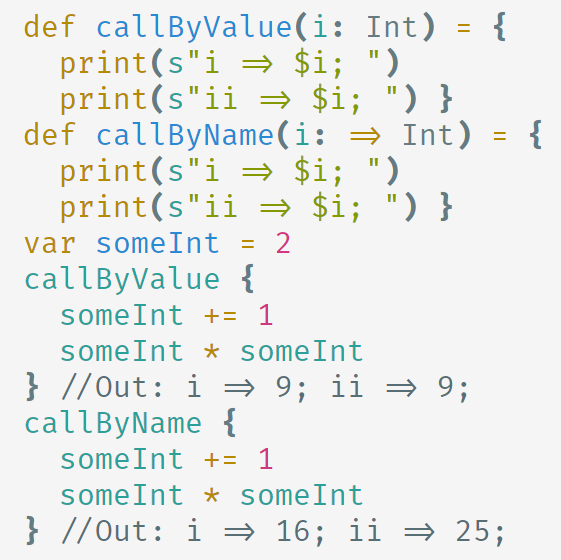 def callByValue(i: Int) = {
  print(s"i => $i; ")
  print(s"ii => $i; ") }
def callByName(i: => Int) = {
  print(s"i => $i; ")
  print(s"ii => $i; ") }
var someInt = 2
callByValue {
  someInt += 1
  someInt * someInt
} //Out: i => 9; ii => 9;
callByName {
  someInt += 1
  someInt * someInt
} //Out: i => 16; ii => 25;